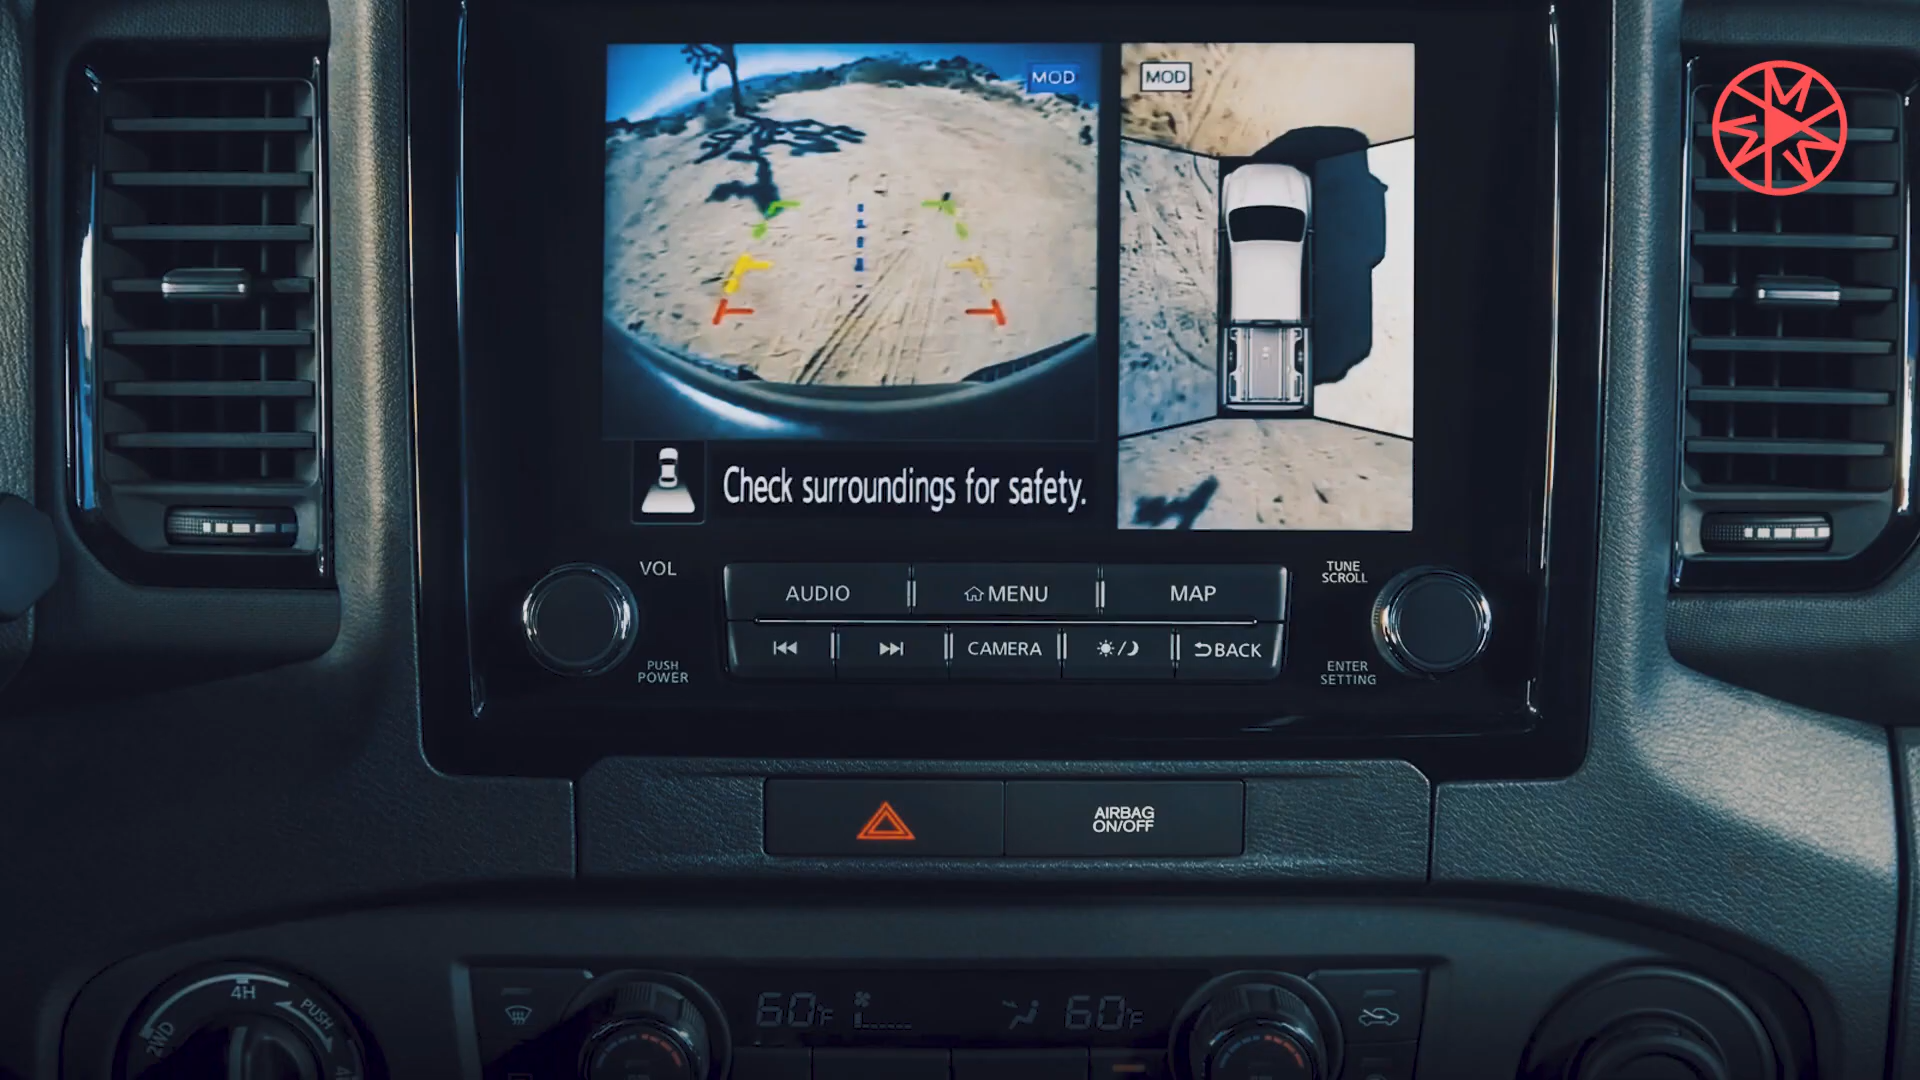 MOD
MOD
Check surroundings for safety.
VOL
PUSH
POWER
AUDIO
MENU
MAP
CAMERA
BACK
TUNE
SCROLL
ENTER
SETTING
AIRBAG
ON/OFF
4H
PUSH
2WD
60°F
60°F